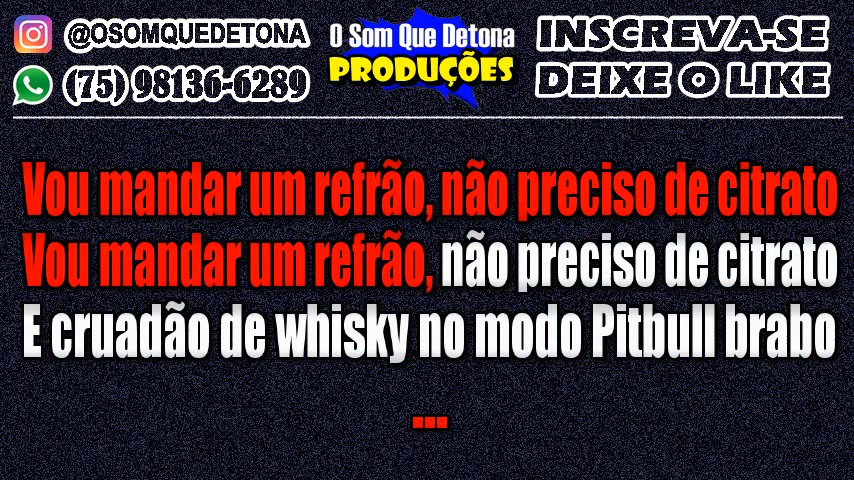 @OSOMQUEDETONA
(75) 98136-6289
O Som Que Detona
PRODUÇÕES
INSCREVA-SE
DEIXE O LIKE
Vou mandar um refrão, não preciso de citrato
Vou mandar um refrão, não preciso de citrato
E cruadão de whisky no modo Pitbull brabo
...